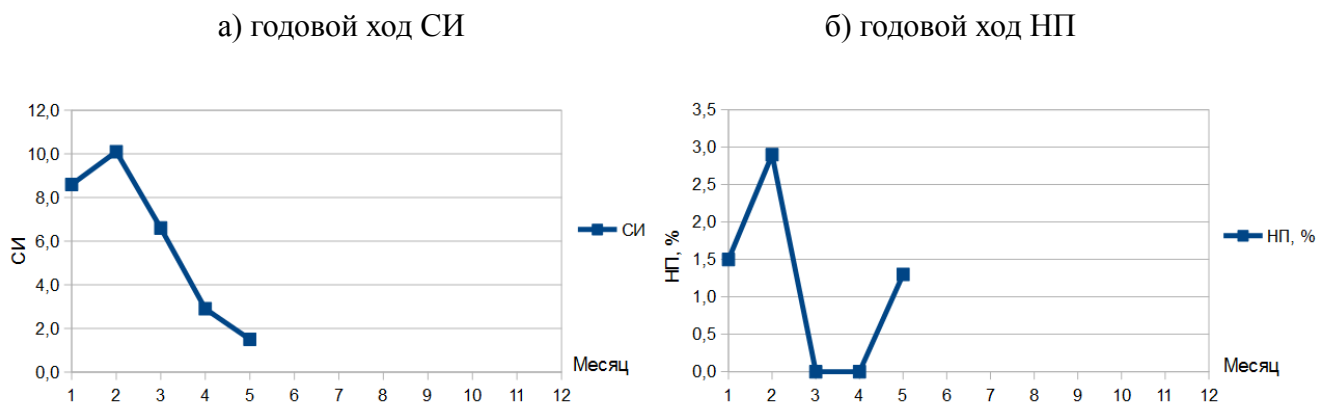 а) годовой ход СИ
б) годовой ход НП
12,0
10,0
8,0
6,0
4,0
2,0
0,0
СИ
1 2 3 4 5 6 7 8 9 10 11 12
Месяц
СИ
3,5
3,0
2,5
2,0
1,5
1,0
0,5
0,0
НП, %
1 2 3 4 5 6 7 8 9 10 11 12
Месяц
НП, %